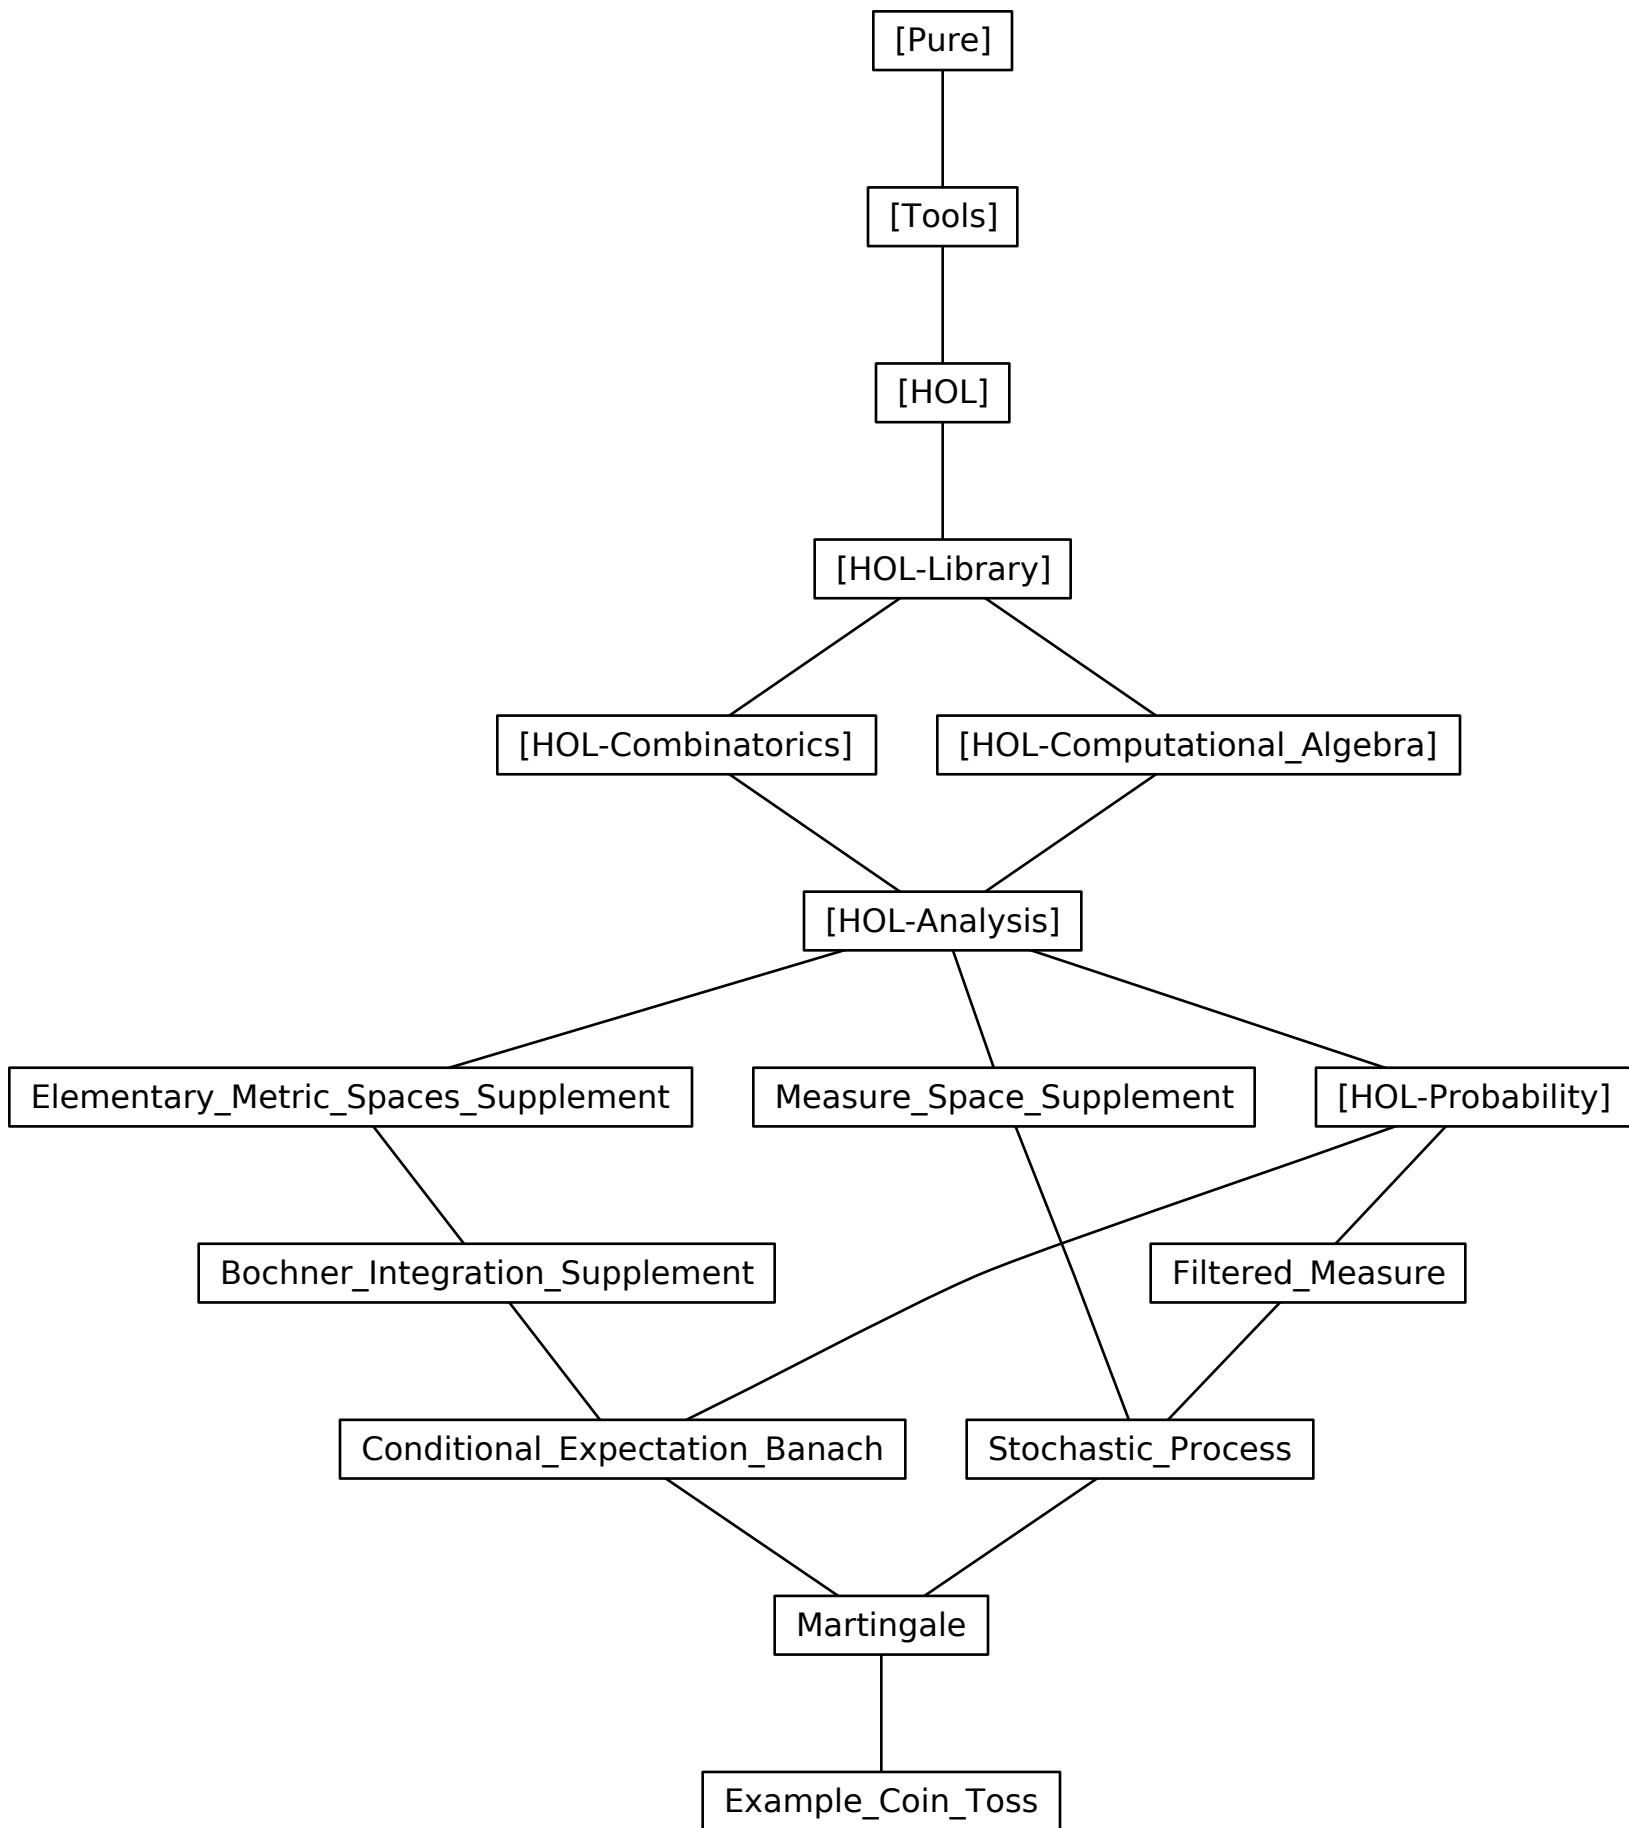 [Pure]
[Tools]
[HOL]
[HOL-Library]
[HOL-Combinatorics]
[HOL-Computational_Algebra]
[HOL-Analysis]
Elementary_Metric_Spaces_Supplement
Measure_Space_Supplement
[HOL-Probability]
Bochner_Integration_Supplement
Filtered_Measure
Conditional_Expectation_Banach
Stochastic_Process
Martingale
Example_Coin_Toss